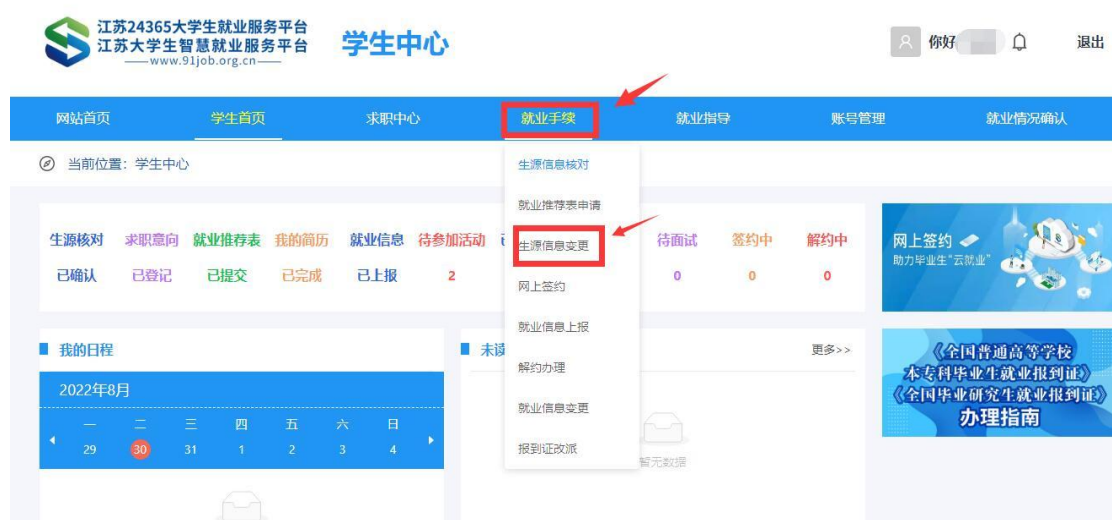 江苏24365大学生就业服务平台
江苏大学生智慧就业服务平台
www.91job.org.cn
学生中心
你好
退出
网站首页 学生首页 求职中心 就业手续 就业指导 账号管理 就业情况确认
当前位置：学生中心
生源信息核对
就业推荐表申请
生源信息变更
网上签约
就业信息上报
解约办理
就业信息变更
报到证改派
生源核对 求职意向 就业推荐表 我的简历 就业信息 待参加活动 待面试 签约中 解约中
已确认 已登记 已提交 已完成 已上报 2 0 0 0
网上签约
助力毕业生“云就业”
我的日程
未读
更多>>
2022年8月
一 二 三 四 五 六 日
29 30 31 1 2 3 4
暂无数据
《全国普通高等学校
本专科毕业生就业报到证》
《全国毕业研究生就业报到证》
办理指南